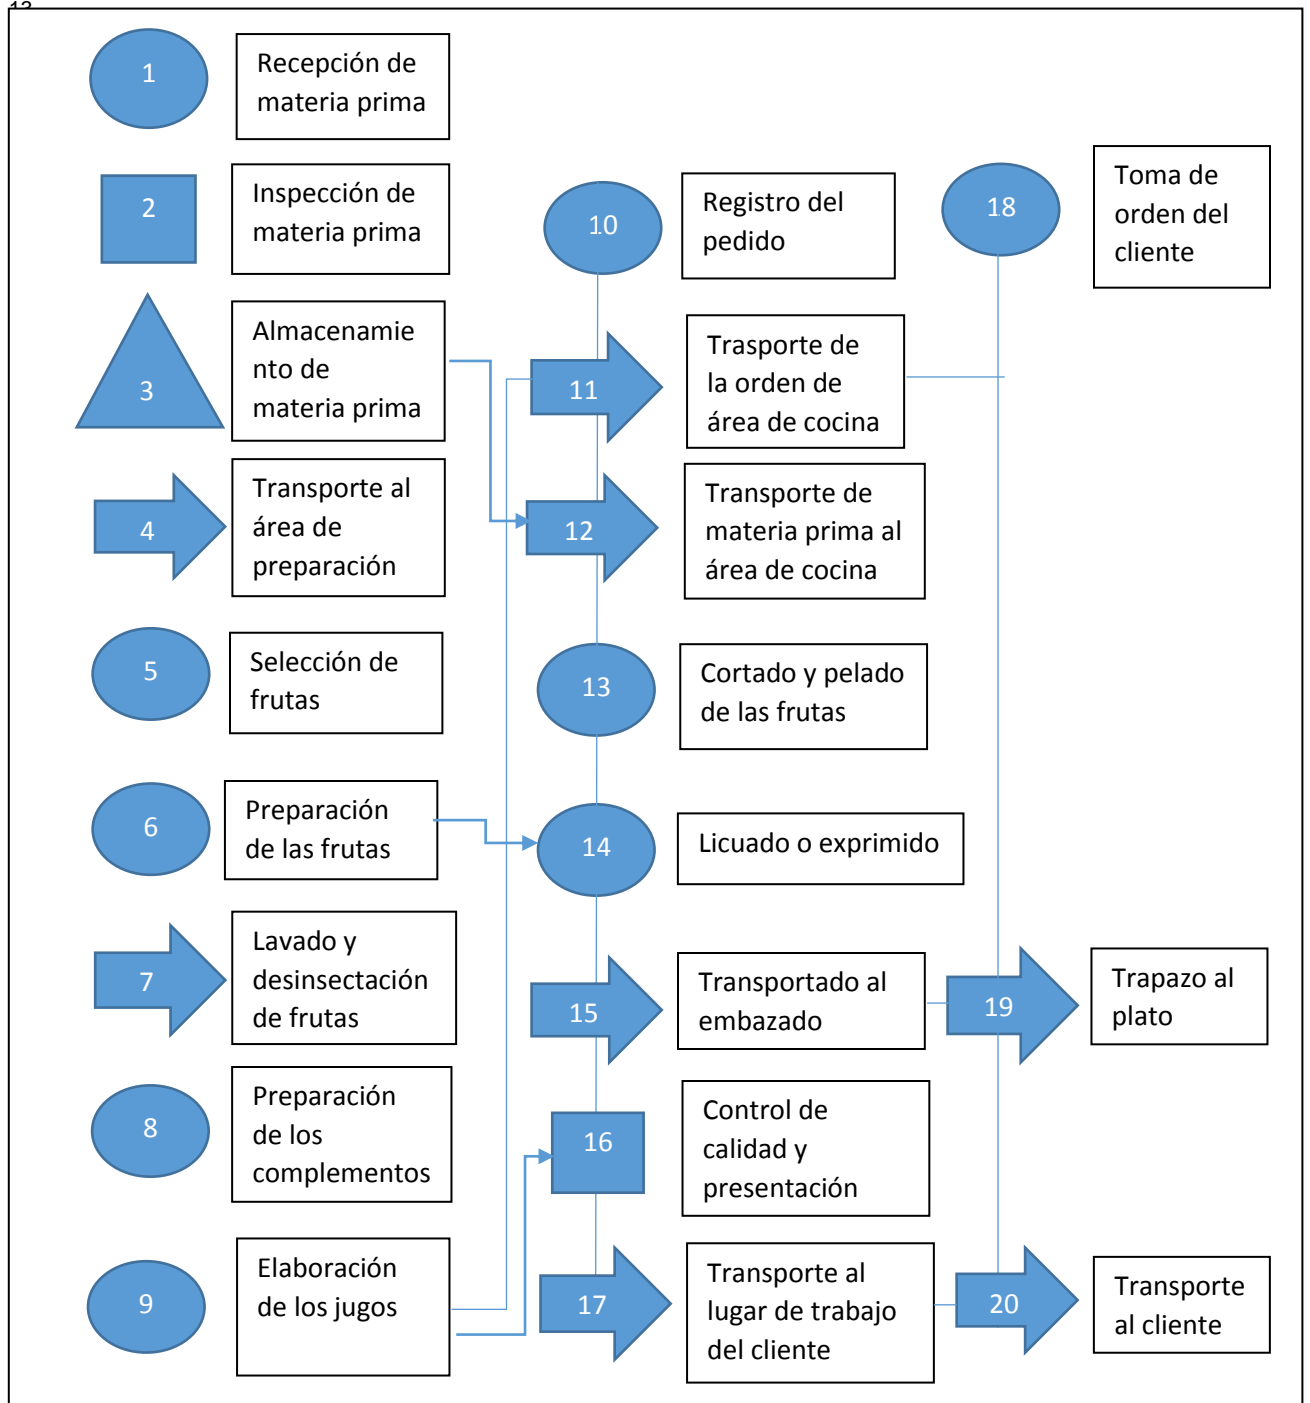 13
1
Recepción de
materia prima
2
Inspección de
materia prima
3
Almacenamie
nto de
materia prima
4
Transporte al
área de
preparación
5
Selección de
frutas
6
Preparación
de las frutas
7
Lavado y
desinsectación
de frutas
8
Preparación
de los
complementos
9
Elaboración
de los jugos
10
Registro del
pedido
11
Trasporte de
la orden de
área de cocina
12
Transporte de
materia prima al
área de cocina
13
Cortado y pelado
de las frutas
14
Licuado o exprimido
15
Transportado al
embazado
16
Control de
calidad y
presentación
17
Transporte al
lugar de trabajo
del cliente
18
Toma de
orden del
cliente
19
Trapazo al
plato
20
Transporte
al cliente